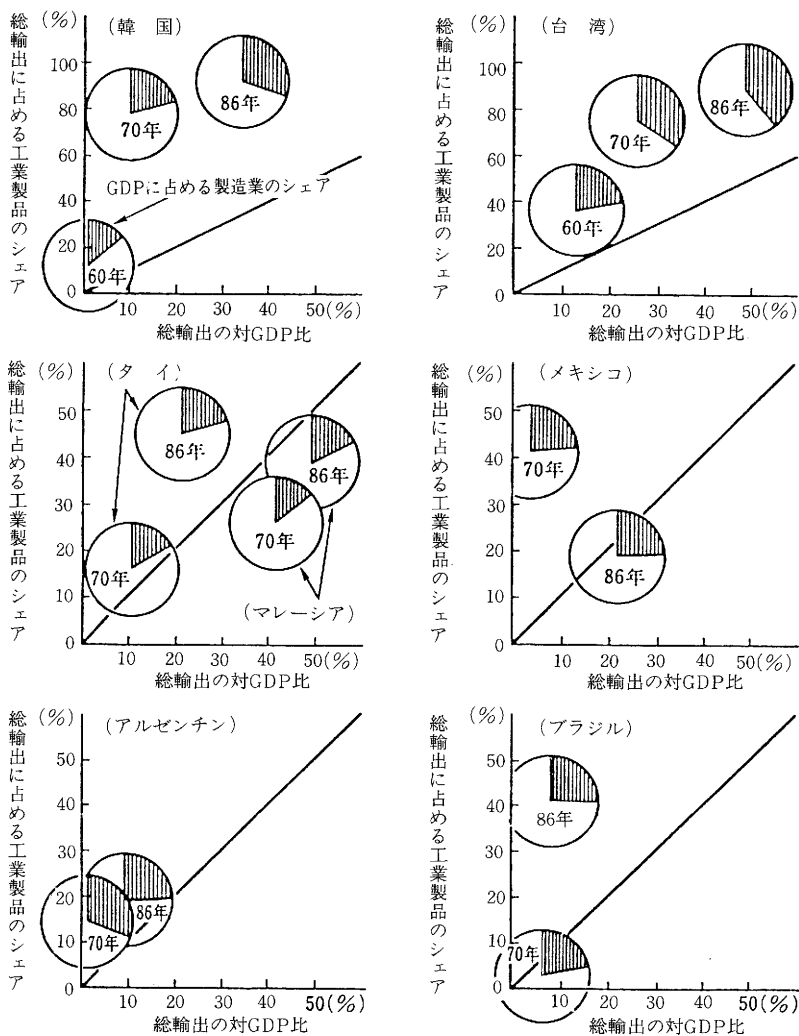 総輸出に占める工業製品のシェア
(%)
(韓 国)
100
80
60
40
20
0
70年
86年
GDPに占める製造業のシェア
60年
10 20 30 40 50(%)
総輸出の対GDP比
総輸出に占める工業製品のシェア
(%)
(台 湾)
100
80
60
40
20
0
86年
70年
60年
10 20 30 40 50(%)
総輸出の対GDP比
総輸出に占める工業製品のシェア
(%)
(タ イ)
50
40
30
20
10
0
86年
86年
70年
70年
(マレーシア)
10 20 30 40 50(%)
総輸出の対GDP比
総輸出に占める工業製品のシェア
(%)
(メキシコ)
50
40
30
20
10
0
70年
86年
10 20 30 40 50(%)
総輸出の対GDP比
総輸出に占める工業製品のシェア
(%)
(アルゼンチン)
50
40
30
20
10
0
86年
70年
10 20 30 40 50(%)
総輸出の対GDP比
総輸出に占める工業製品のシェア
(%)
(ブラジル)
50
40
30
20
10
0
86年
70年
10 20 30 40 50(%)
総輸出の対GDP比